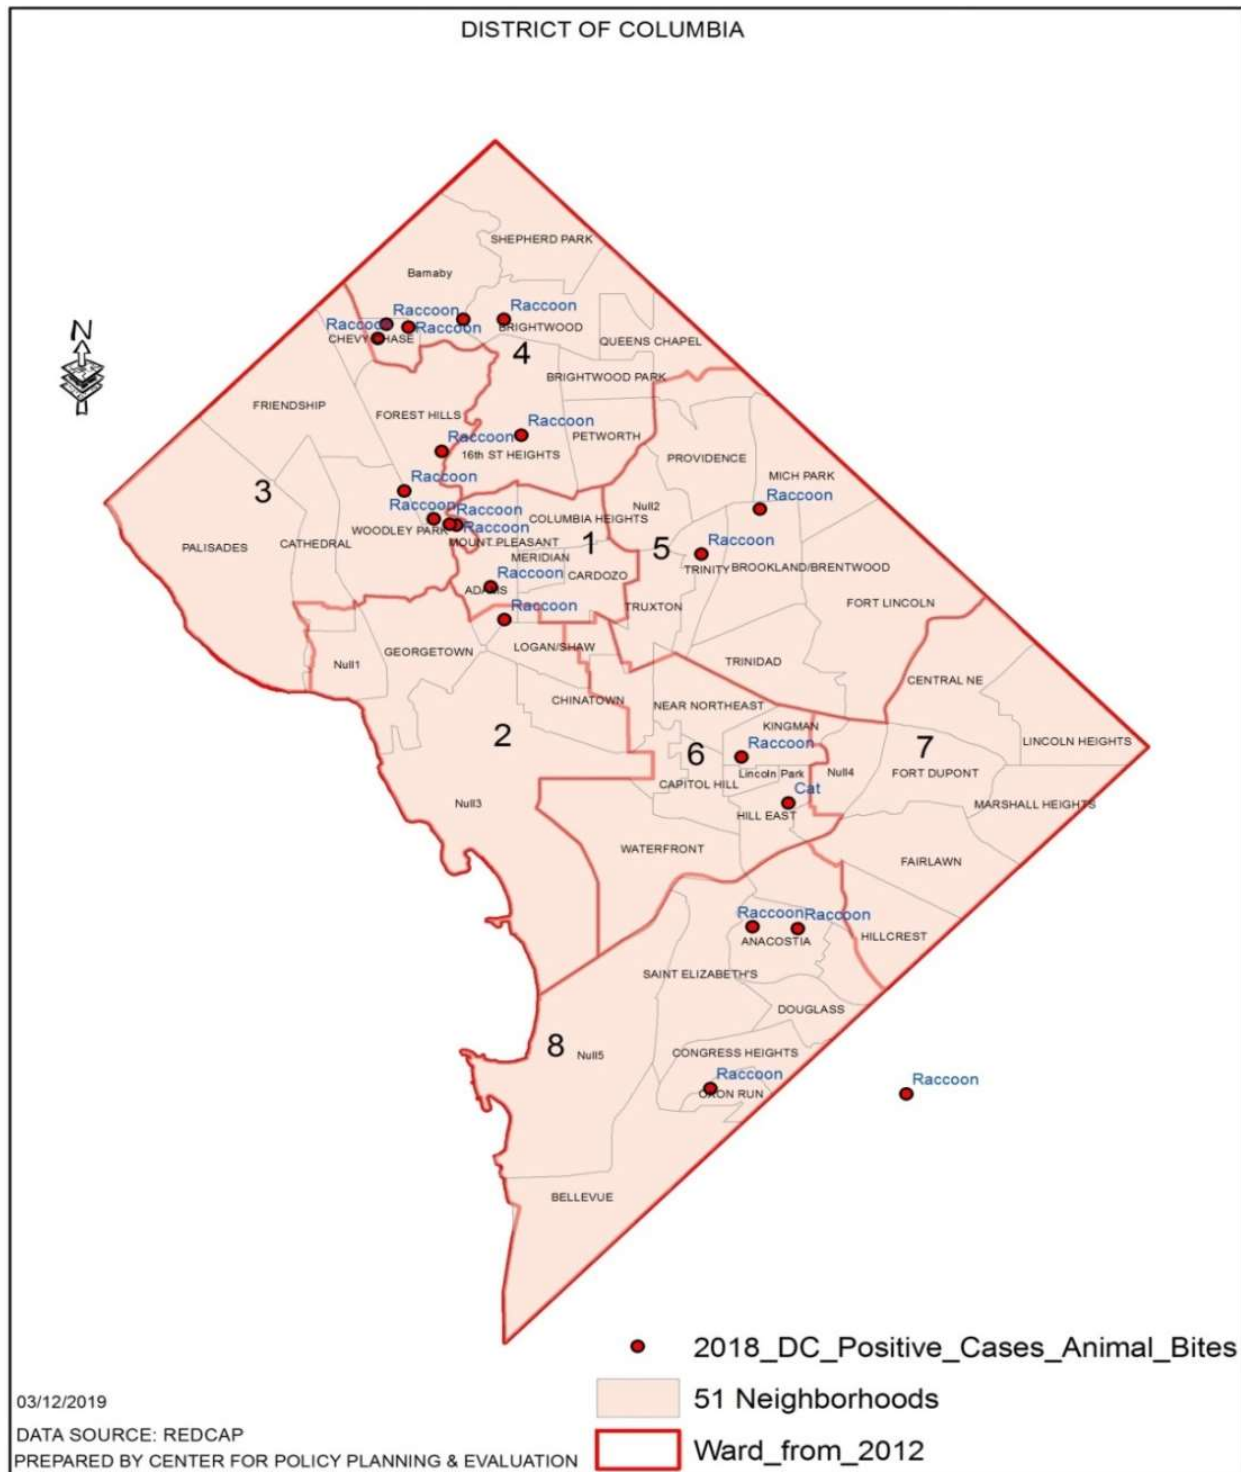 DISTRICT OF COLUMBIA
SHEPHERD PARK
Barnaby
Raccoon
Raccoon
Raccoon
Raccoon
BRIGHTWOOD
CHEVY CHASE
QUEENS CHAPEL
4
BRIGHTWOOD PARK
N
FRIENDSHIP
FOREST HILLS
Raccoon
Raccoon
PETWORTH
16th ST HEIGHTS
PROVIDENCE
MICH PARK
3
Raccoon
Raccoon
Raccoon
Null2
Raccoon
COLUMBIA HEIGHTS
Raccoon
WOODLEY PARK
MOUNT PLEASANT
PALISADES
CATHEDRAL
1
5
Raccoon
MERIDIAN
TRINITY
BROOKLAND/BRENTWOOD
Raccoon
CARDOZO
ADAMS
FORT LINCOLN
Raccoon
TRUXTON
GEORGETOWN
LOGAN/SHAW
Null1
TRINIDAD
CENTRAL NE
CHINATOWN
NEAR NORTHEAST
KINGMAN
2
6
Raccoon
7
LINCOLN HEIGHTS
Lincoln Park
Null4
FORT DUPONT
CAPITOL HILL
Cat
Null3
MARSHALL HEIGHTS
HILL EAST
WATERFRONT
FAIRLAWN
Raccoon
Raccoon
ANACOSTIA
HILLCREST
SAINT ELIZABETH'S
DOUGLASS
8
Null5
CONGRESS HEIGHTS
Raccoon
Raccoon
OXON RUN
BELLEVUE
2018_DC_Positive_Cases_Animal_Bites
51 Neighborhoods
Ward_from_2012
03/12/2019
DATA SOURCE: REDCAP
PREPARED BY CENTER FOR POLICY PLANNING & EVALUATION